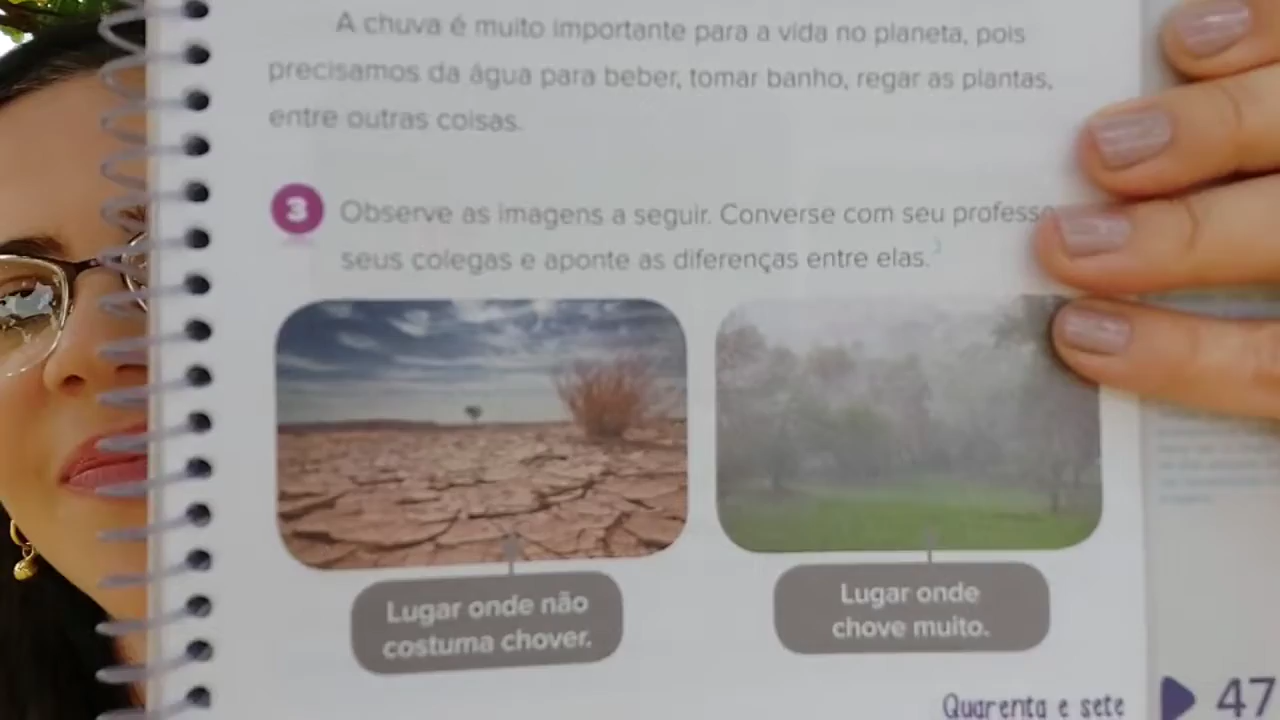 A chuva é muito importante para a vida no planeta, pois
precisamos da água para beber, tomar banho, regar as plantas,
entre outras coisas.
3 Observe as imagens a seguir. Converse com seu
seus colegas e aponte as diferenças entre elas.
Lugar onde não
costuma chover.
Lugar onde
chove muito.
Quarenta e sete 47